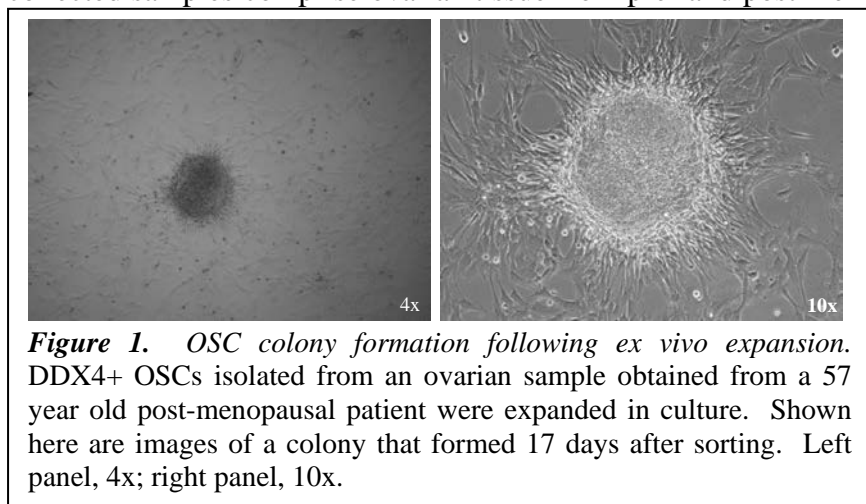 4x
10x
Figure 1. OSC colony formation following ex vivo expansion.
DDX4+ OSCs isolated from an ovarian sample obtained from a 57
year old post-menopausal patient were expanded in culture. Shown
here are images of a colony that formed 17 days after sorting. Left
panel, 4x; right panel, 10x.